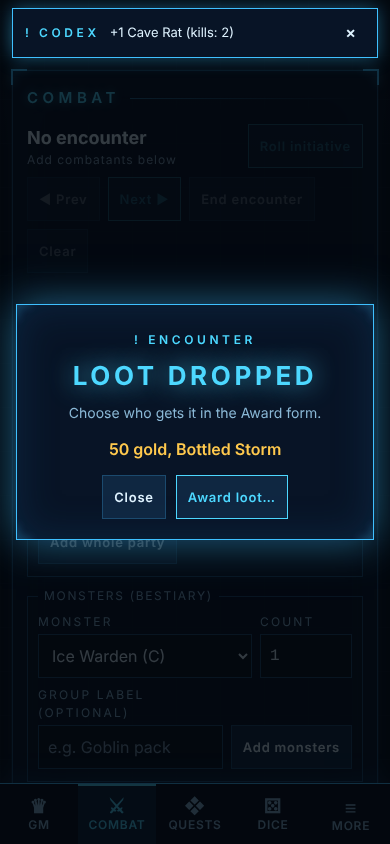 ! CODEX +1 Cave Rat (kills: 2) ×
COMBAT
No encounter
Add combatants below
Roll initiative
◀ Prev
Next ▶
End encounter
Clear
! ENCOUNTER
LOOT DROPPED
Choose who gets it in the Award form.
50 gold, Bottled Storm
Close
Award loot…
Add whole party
MONSTERS (BESTIARY)
MONSTER
COUNT
Ice Warden (C)
1
GROUP LABEL
(OPTIONAL)
e.g. Goblin pack
Add monsters
GM
COMBAT
QUESTS
DICE
MORE